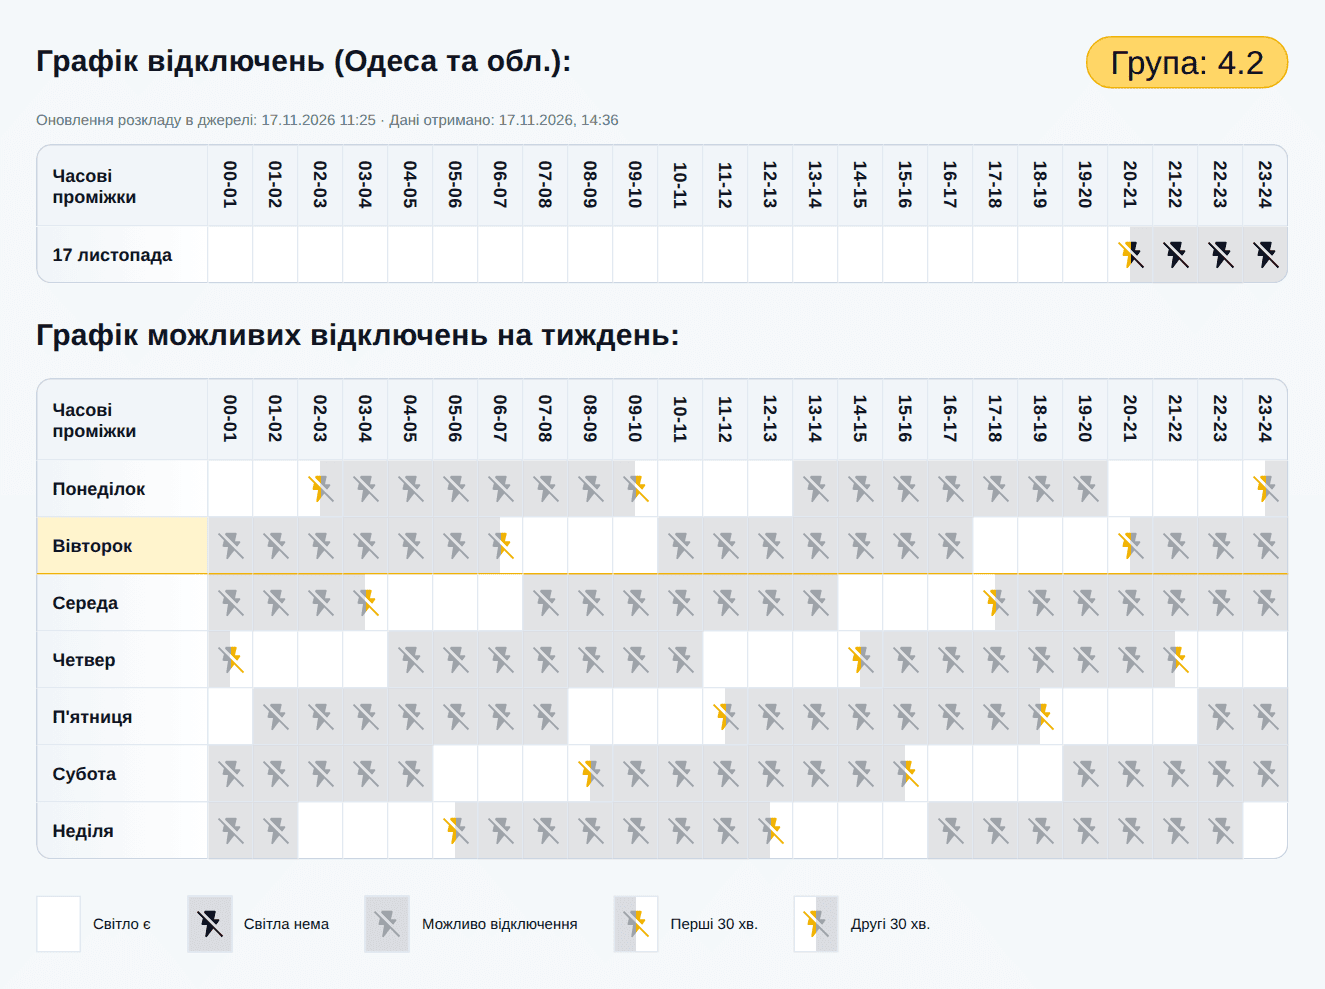 Графік відключень (Одеса та обл.):
Група: 4.2
Оновлення розкладу в джерелі: 17.11.2026 11:25 · Дані отримано: 17.11.2026, 14:36
Часові
проміжки
00-01 01-02 02-03 03-04 04-05 05-06 06-07 07-08 08-09 09-10 10-11 11-12 12-13 13-14 14-15 15-16 16-17 17-18 18-19 19-20 20-21 21-22 22-23 23-24
17 листопада
Графік можливих відключень на тиждень:
Часові
проміжки
00-01 01-02 02-03 03-04 04-05 05-06 06-07 07-08 08-09 09-10 10-11 11-12 12-13 13-14 14-15 15-16 16-17 17-18 18-19 19-20 20-21 21-22 22-23 23-24
Понеділок
Вівторок
Середа
Четвер
П'ятниця
Субота
Неділя
Світло є
Світла нема
Можливо відключення
Перші 30 хв.
Другі 30 хв.